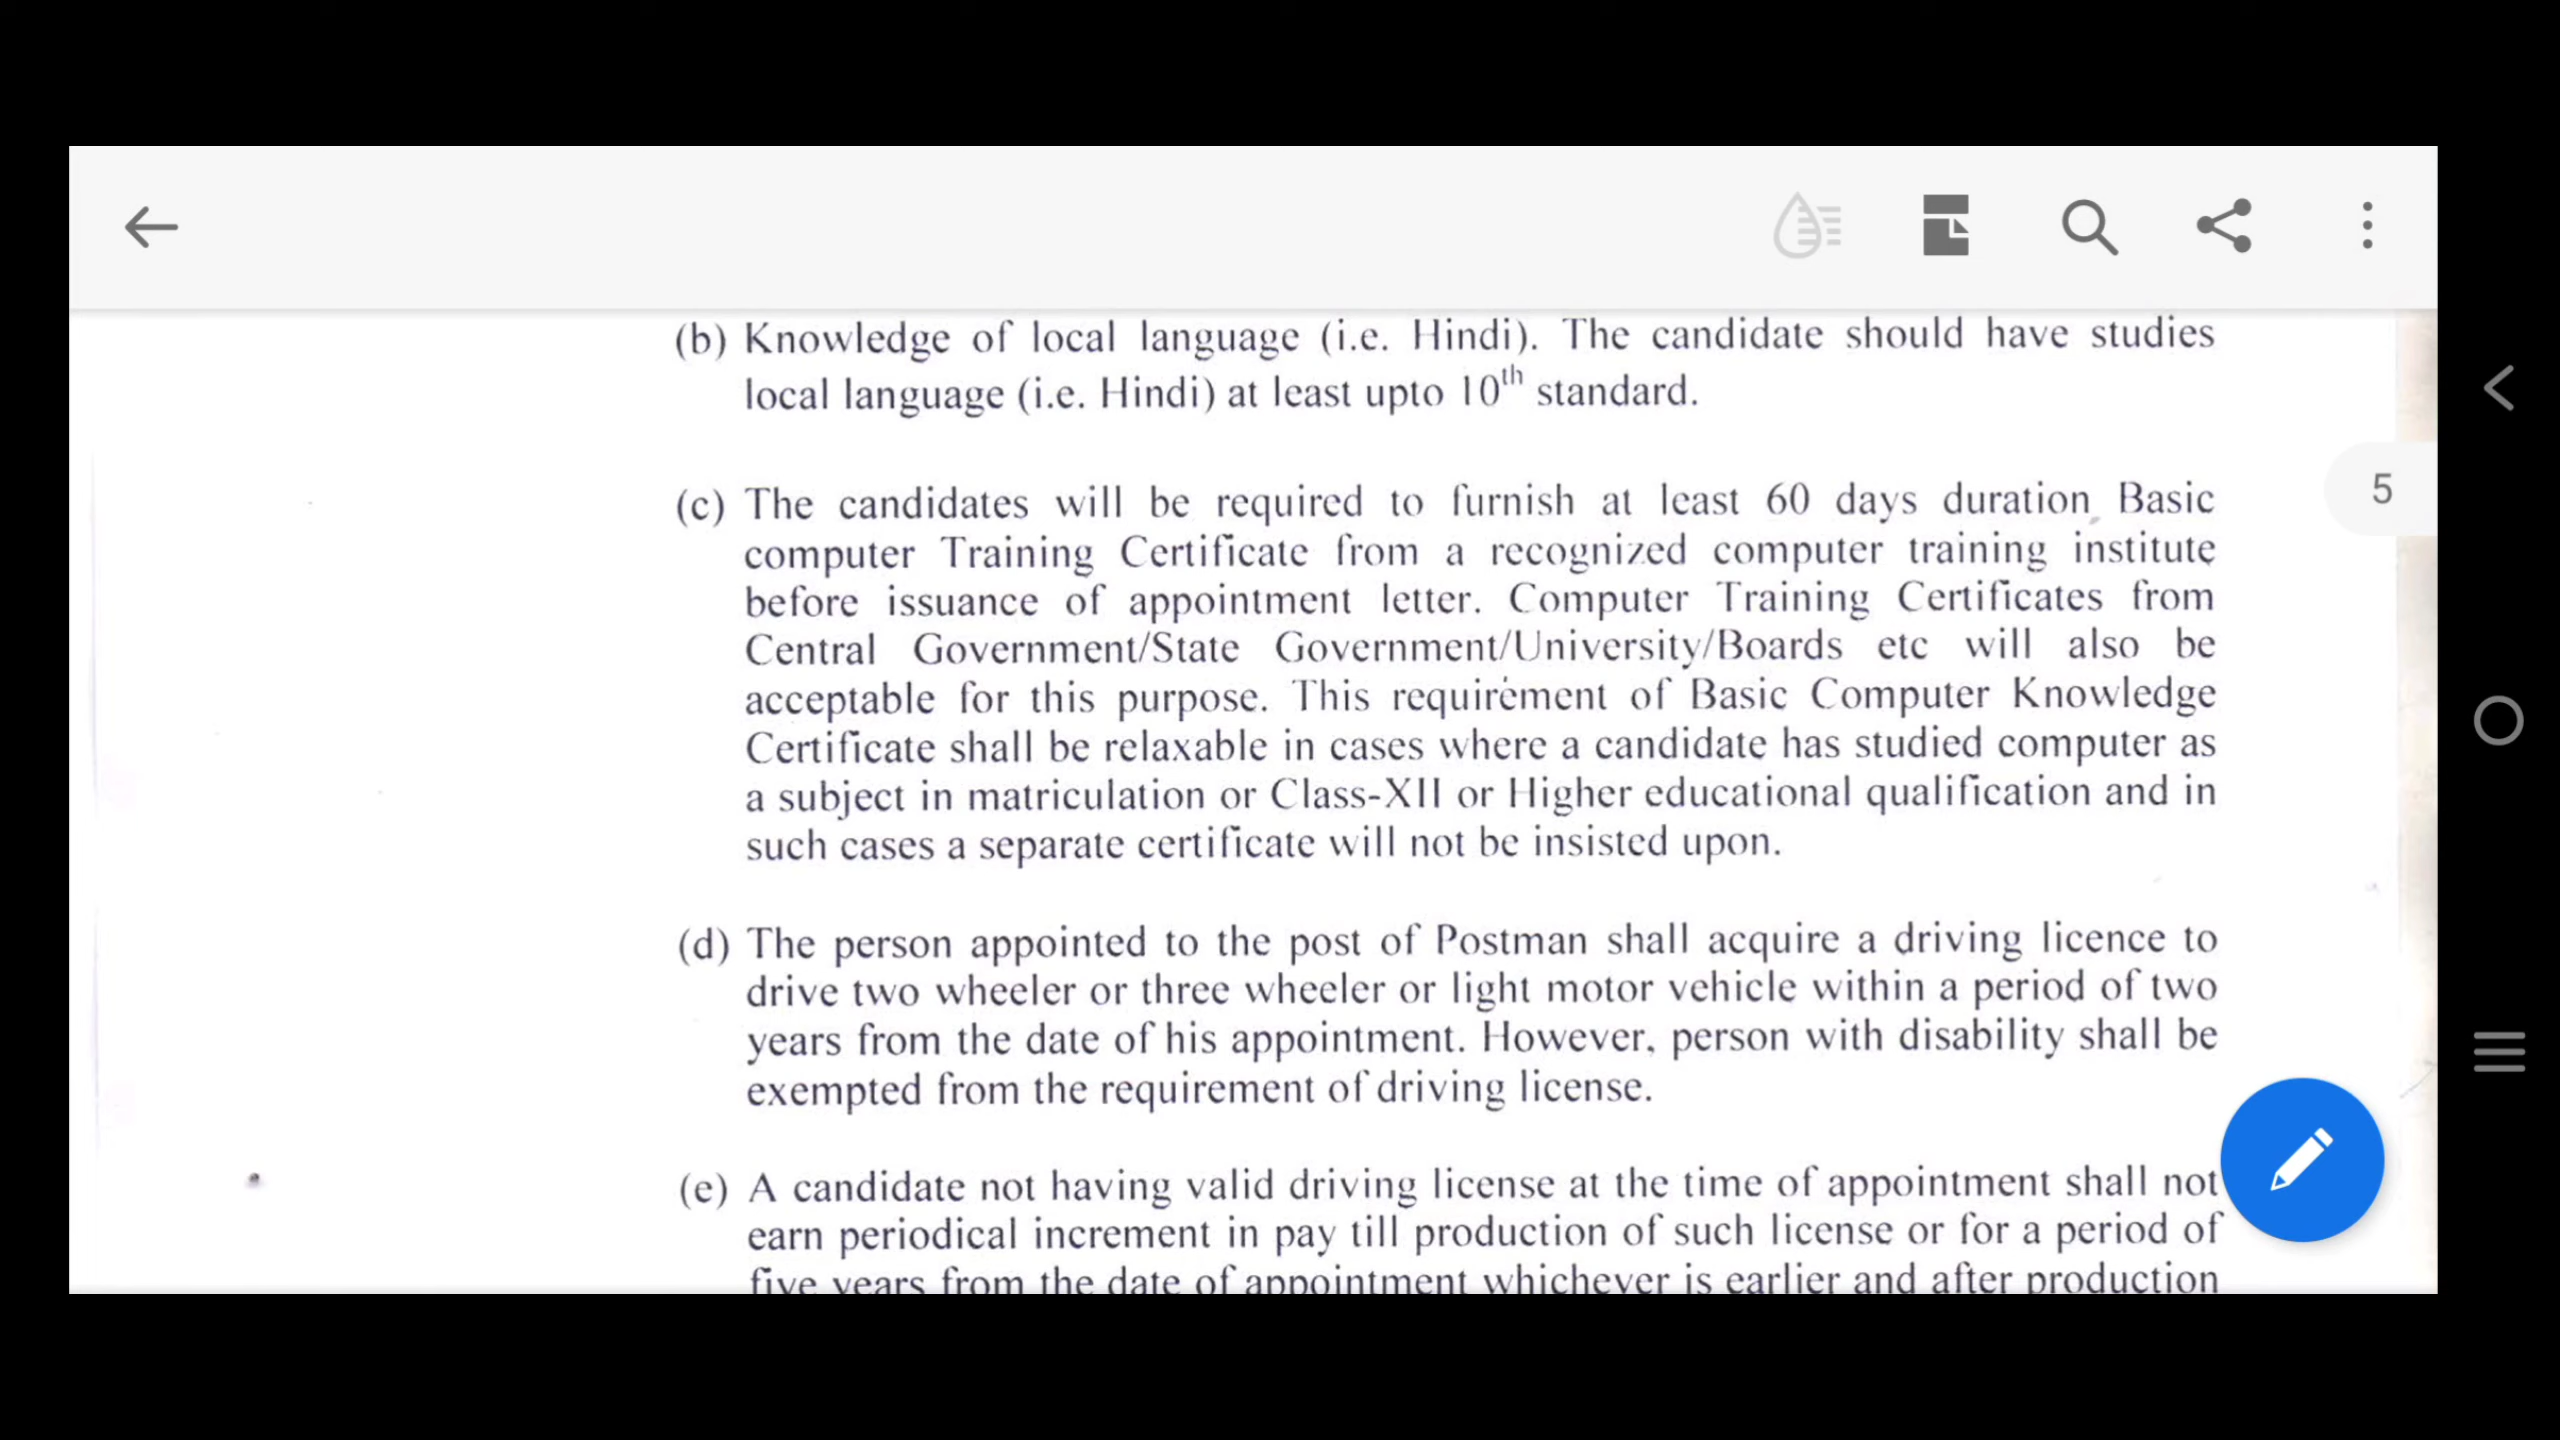 (b) Knowledge of local language (i.e. Hindi). The candidate should have studies
local language (i.e. Hindi) at least upto 10th standard.
(c) The candidates will be required to furnish at least 60 days duration Basic
5
computer Training Certificate from a recognized computer training institute
before issuance of appointment letter. Computer Training Certificates from
Central Government/State Government/University/Boards etc will also be
acceptable for this purpose. This requirement of Basic Computer Knowledge
Certificate shall be relaxable in cases where a candidate has studied computer as
a subject in matriculation or Class-XII or Higher educational qualification and in
such cases a separate certificate will not be insisted upon.
(d) The person appointed to the post of Postman shall acquire a driving licence to
drive two wheeler or three wheeler or light motor vehicle within a period of two
years from the date of his appointment. However, person with disability shall be
exempted from the requirement of driving license.
(e) A candidate not having valid driving license at the time of appointment shall not
earn periodical increment in pay till production of such license or for a period of
five years from the date of appointment whichever is earlier and after production